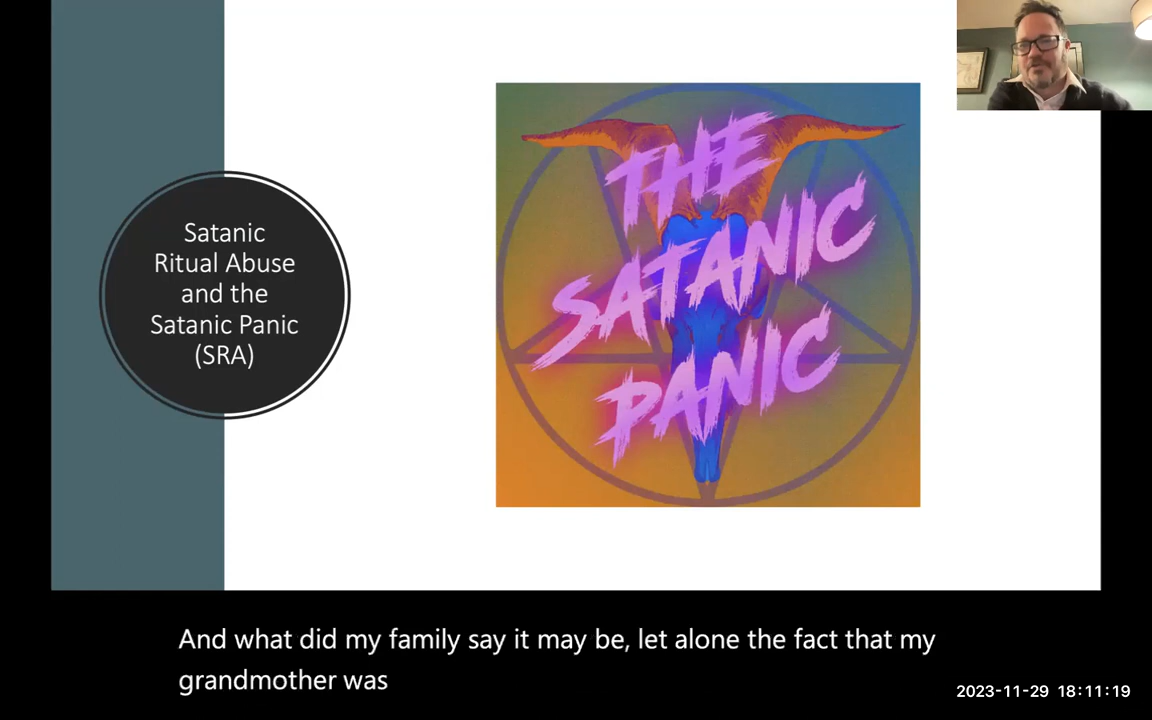 Satanic
Ritual Abuse
and the
Satanic Panic
(SRA)
THE
SATANIC
PANIC
And what did my family say it may be, let alone the fact that my
grandmother was
2023-11-29 18:11:19